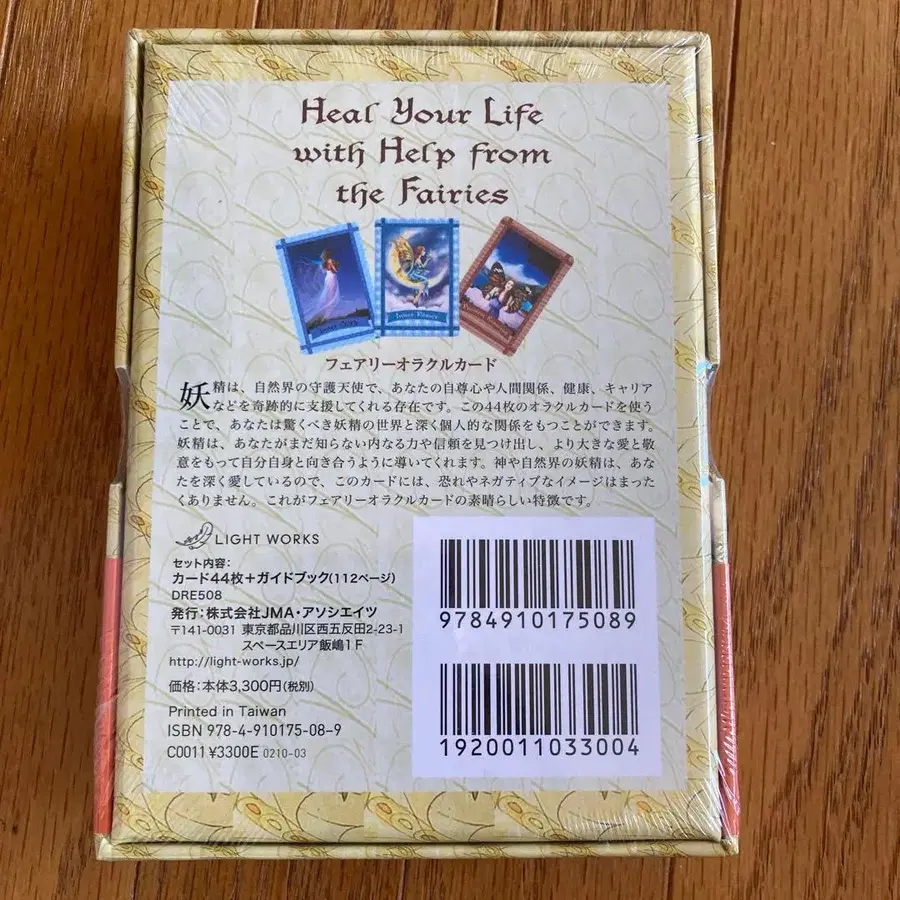 Heal Your Life
with Help from
the Fairies
Inner Power
フェアリーオラクルカード
妖精は、自然界の守護天使で、あなたの自尊心や人間関係、健康、キャリア
などを奇跡的に支援してくれる存在です。この44枚のオラクルカードを使う
ことで、あなたは驚くべき妖精の世界と深く個人的な関係をもつことができます。
妖精は、あなたがまだ知らない内なる力や信頼を見つけ出し、より大きな愛と敬
意をもって自分自身と向き合うように導いてくれます。神や自然界の妖精は、あな
たを深く愛しているので、このカードには、恐れやネガティブなイメージはまった
くありません。これがフェアリーオラクルカードの素晴らしい特徴です。
LIGHT WORKS
セット内容:
カード44枚+ガイドブック(112ページ)
DRE508
発行:株式会社JMA・アソシエイツ
〒141-0031 東京都品川区西五反田2-23-1
スペースエリア飯嶋1F
http://light-works.jp/
価格:本体3,300円(税別)
Printed in Taiwan
ISBN 978-4-910175-08-9
C0011 ¥3300E 0210-03
9784910175089
1920011033004